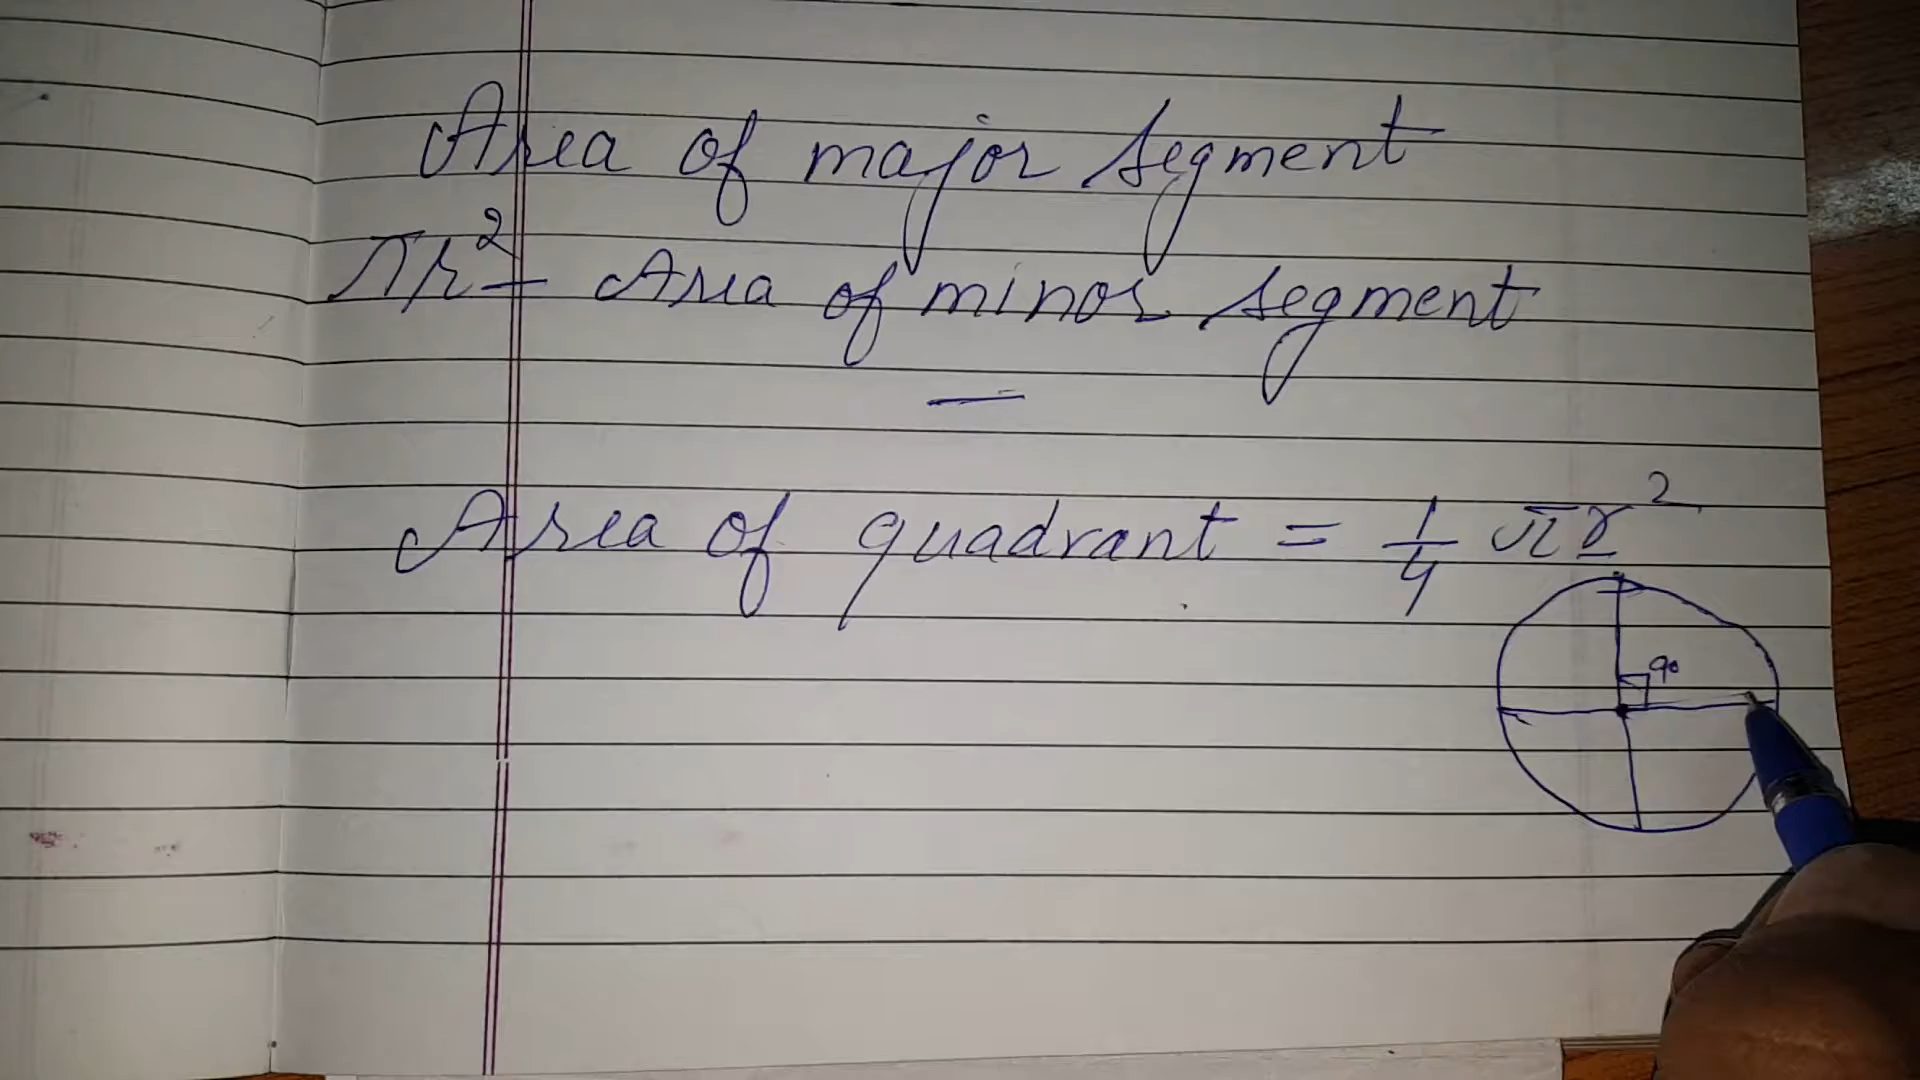 Area of major segment
πr² - Area of minor segment
Area of quadrant = 1/4 πr²
90